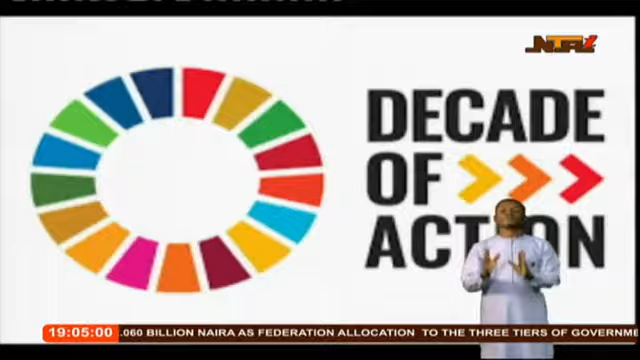 NTA
DECADE
OF
ACTION
19:05:00 .060 BILLION NAIRA AS FEDERATION ALLOCATION TO THE THREE TIERS OF GOVERNME